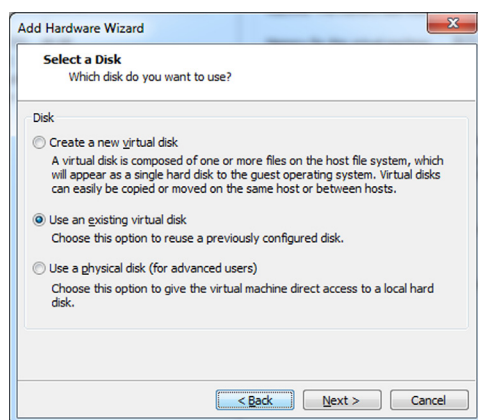 Add Hardware Wizard
Select a Disk
Which disk do you want to use?
Disk
Create a new virtual disk
A virtual disk is composed of one or more files on the host file system, which
will appear as a single hard disk to the guest operating system. Virtual disks
can easily be copied or moved on the same host or between hosts.
Use an existing virtual disk
Choose this option to reuse a previously configured disk.
Use a physical disk (for advanced users)
Choose this option to give the virtual machine direct access to a local hard
disk.
< Back Next > Cancel